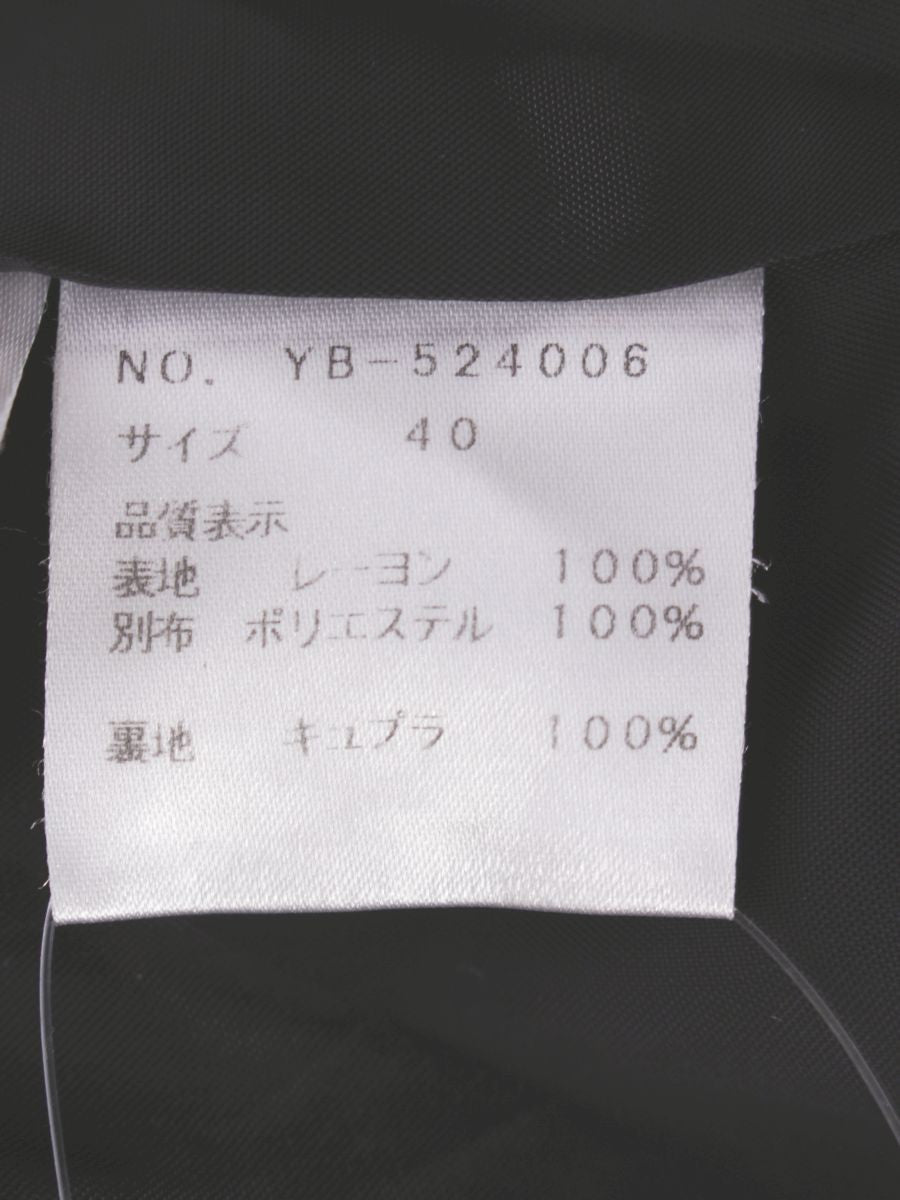 NO. YB-524006
サイズ 40
品質表示
表地 レーヨン 100%
別布 ポリエステル 100%
裏地 キュプラ 100%